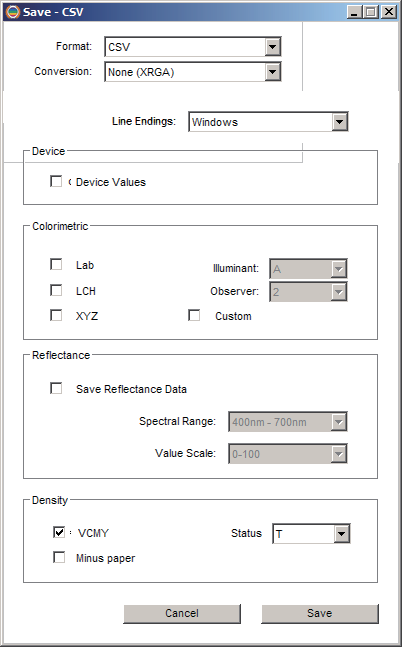 Save - CSV
Format: CSV
Conversion: None (XRGA)
Line Endings: Windows
Device
Device Values
Colorimetric
Lab Illuminant: A
LCH Observer: 2
XYZ Custom
Reflectance
Save Reflectance Data
Spectral Range: 400nm - 700nm
Value Scale: 0-100
Density
VCMY Status T
Minus paper
Cancel Save